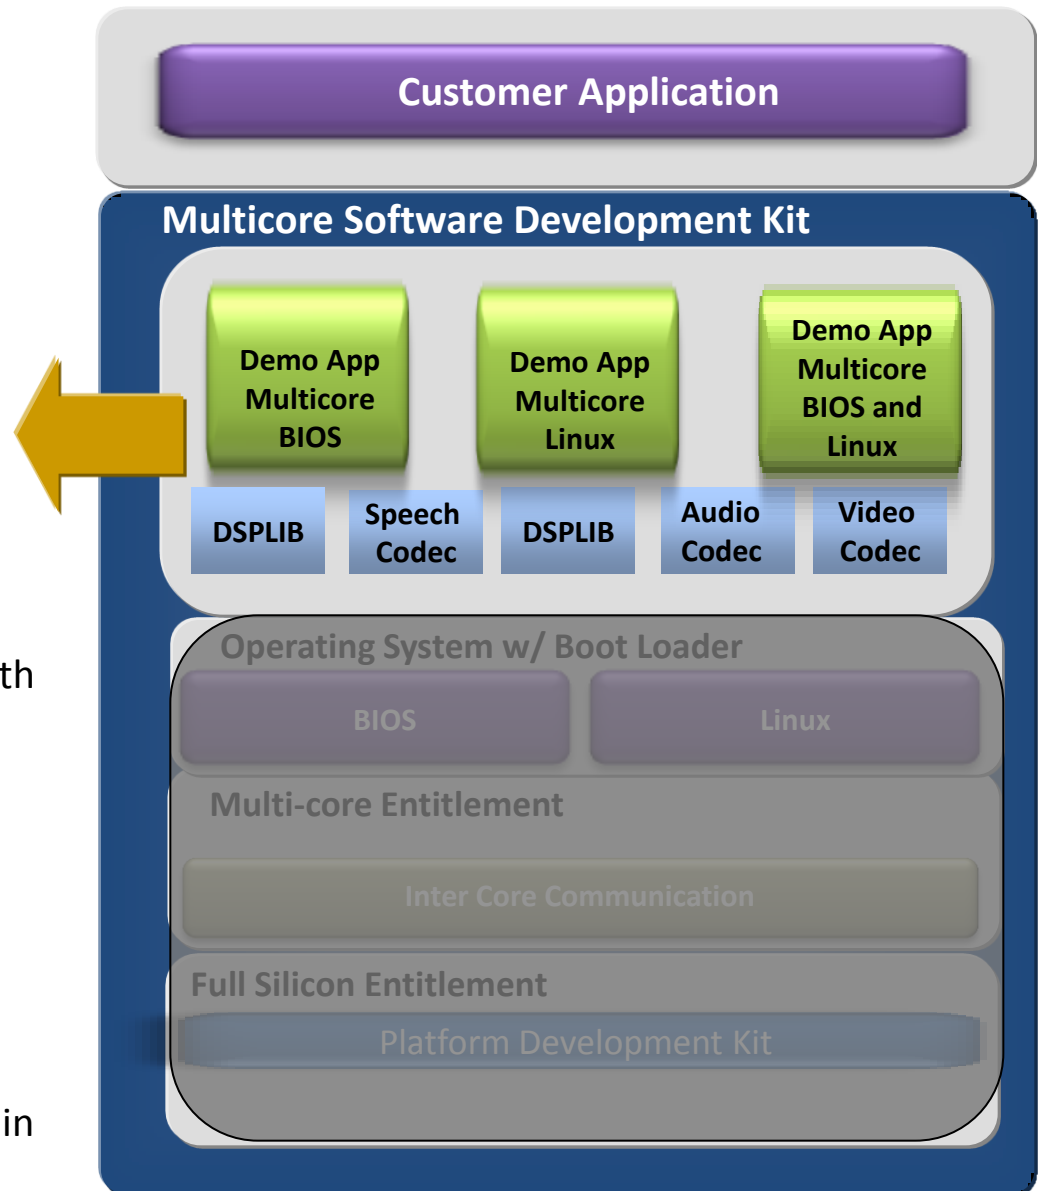 Customer Application
Multicore Software Development Kit
Demo App
Multicore
BIOS
Demo App
Multicore
Linux
Demo App
Multicore
BIOS and
Linux
DSPLIB
Speech
Codec
DSPLIB
Audio
Codec
Video
Codec
Operating System w/ Boot Loader
th
BIOS
Linux
Multi-core Entitlement
Inter Core Communication
Full Silicon Entitlement
Platform Development Kit
in